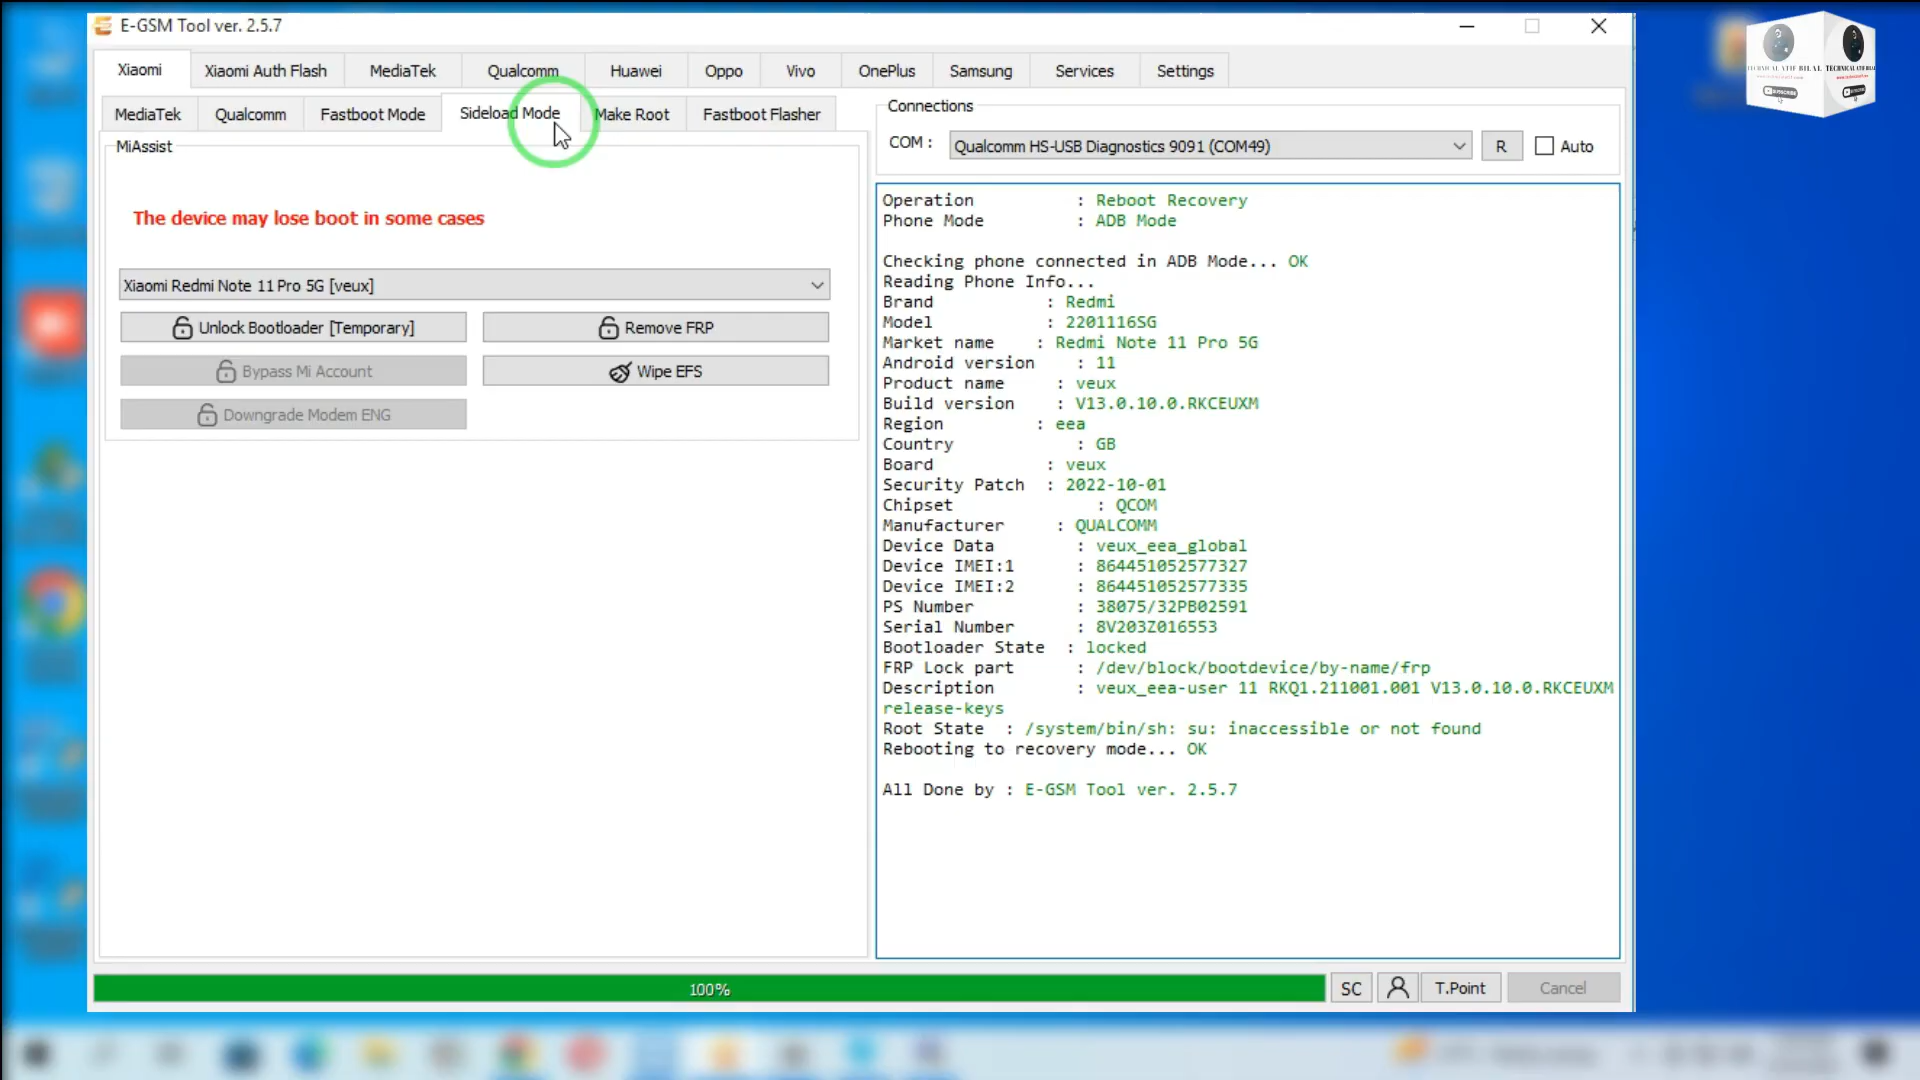 E-GSM Tool ver. 2.5.7
Xiaomi Xiaomi Auth Flash MediaTek Qualcomm Huawei Oppo Vivo OnePlus Samsung Services Settings
MediaTek Qualcomm Fastboot Mode Sideload Mode Make Root Fastboot Flasher
MiAssist
The device may lose boot in some cases
Xiaomi Redmi Note 11 Pro 5G [veux]
Unlock Bootloader [Temporary] Remove FRP
Bypass Mi Account Wipe EFS
Downgrade Modem ENG
Connections
COM : Qualcomm HS-USB Diagnostics 9091 (COM49) R Auto
Operation : Reboot Recovery
Phone Mode : ADB Mode
Checking phone connected in ADB Mode... OK
Reading Phone Info...
Brand : Redmi
Model : 2201116SG
Market name : Redmi Note 11 Pro 5G
Android version : 11
Product name : veux
Build version : V13.0.10.0.RKCEUXM
Region : eea
Country : GB
Board : veux
Security Patch : 2022-10-01
Chipset : QCOM
Manufacturer : QUALCOMM
Device Data : veux_eea_global
Device IMEI:1 : 864451052577327
Device IMEI:2 : 864451052577335
PS Number : 38075/32PB02591
Serial Number : 8V203Z016553
Bootloader State : locked
FRP Lock part : /dev/block/bootdevice/by-name/frp
Description : veux_eea-user 11 RKQ1.211001.001 V13.0.10.0.RKCEUXM
release-keys
Root State : /system/bin/sh: su: inaccessible or not found
Rebooting to recovery mode... OK
All Done by : E-GSM Tool ver. 2.5.7
100% SC T.Point Cancel
TECHNICAL ATIF BILAL
SUBSCRIBE